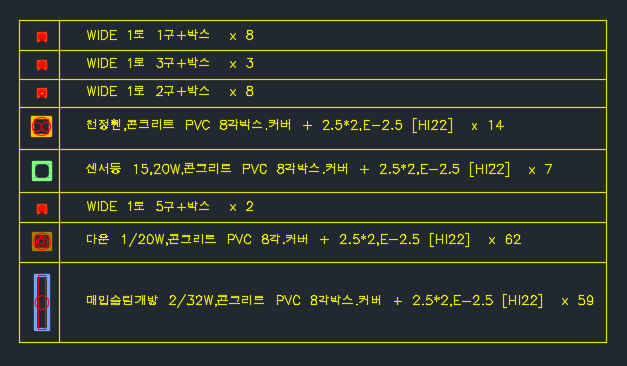 WIDE 1로 1구+박스 x 8
WIDE 1로 3구+박스 x 3
WIDE 1로 2구+박스 x 8
천정휀,콘크리트 PVC 8각박스.커버 + 2.5*2,E-2.5 [HI22] x 14
센서등 15,20W,콘크리트 PVC 8각박스.커버 + 2.5*2,E-2.5 [HI22] x 7
WIDE 1로 5구+박스 x 2
다운 1/20W,콘크리트 PVC 8각.커버 + 2.5*2,E-2.5 [HI22] x 62
매입슬림개방 2/32W,콘크리트 PVC 8각박스.커버 + 2.5*2,E-2.5 [HI22] x 59